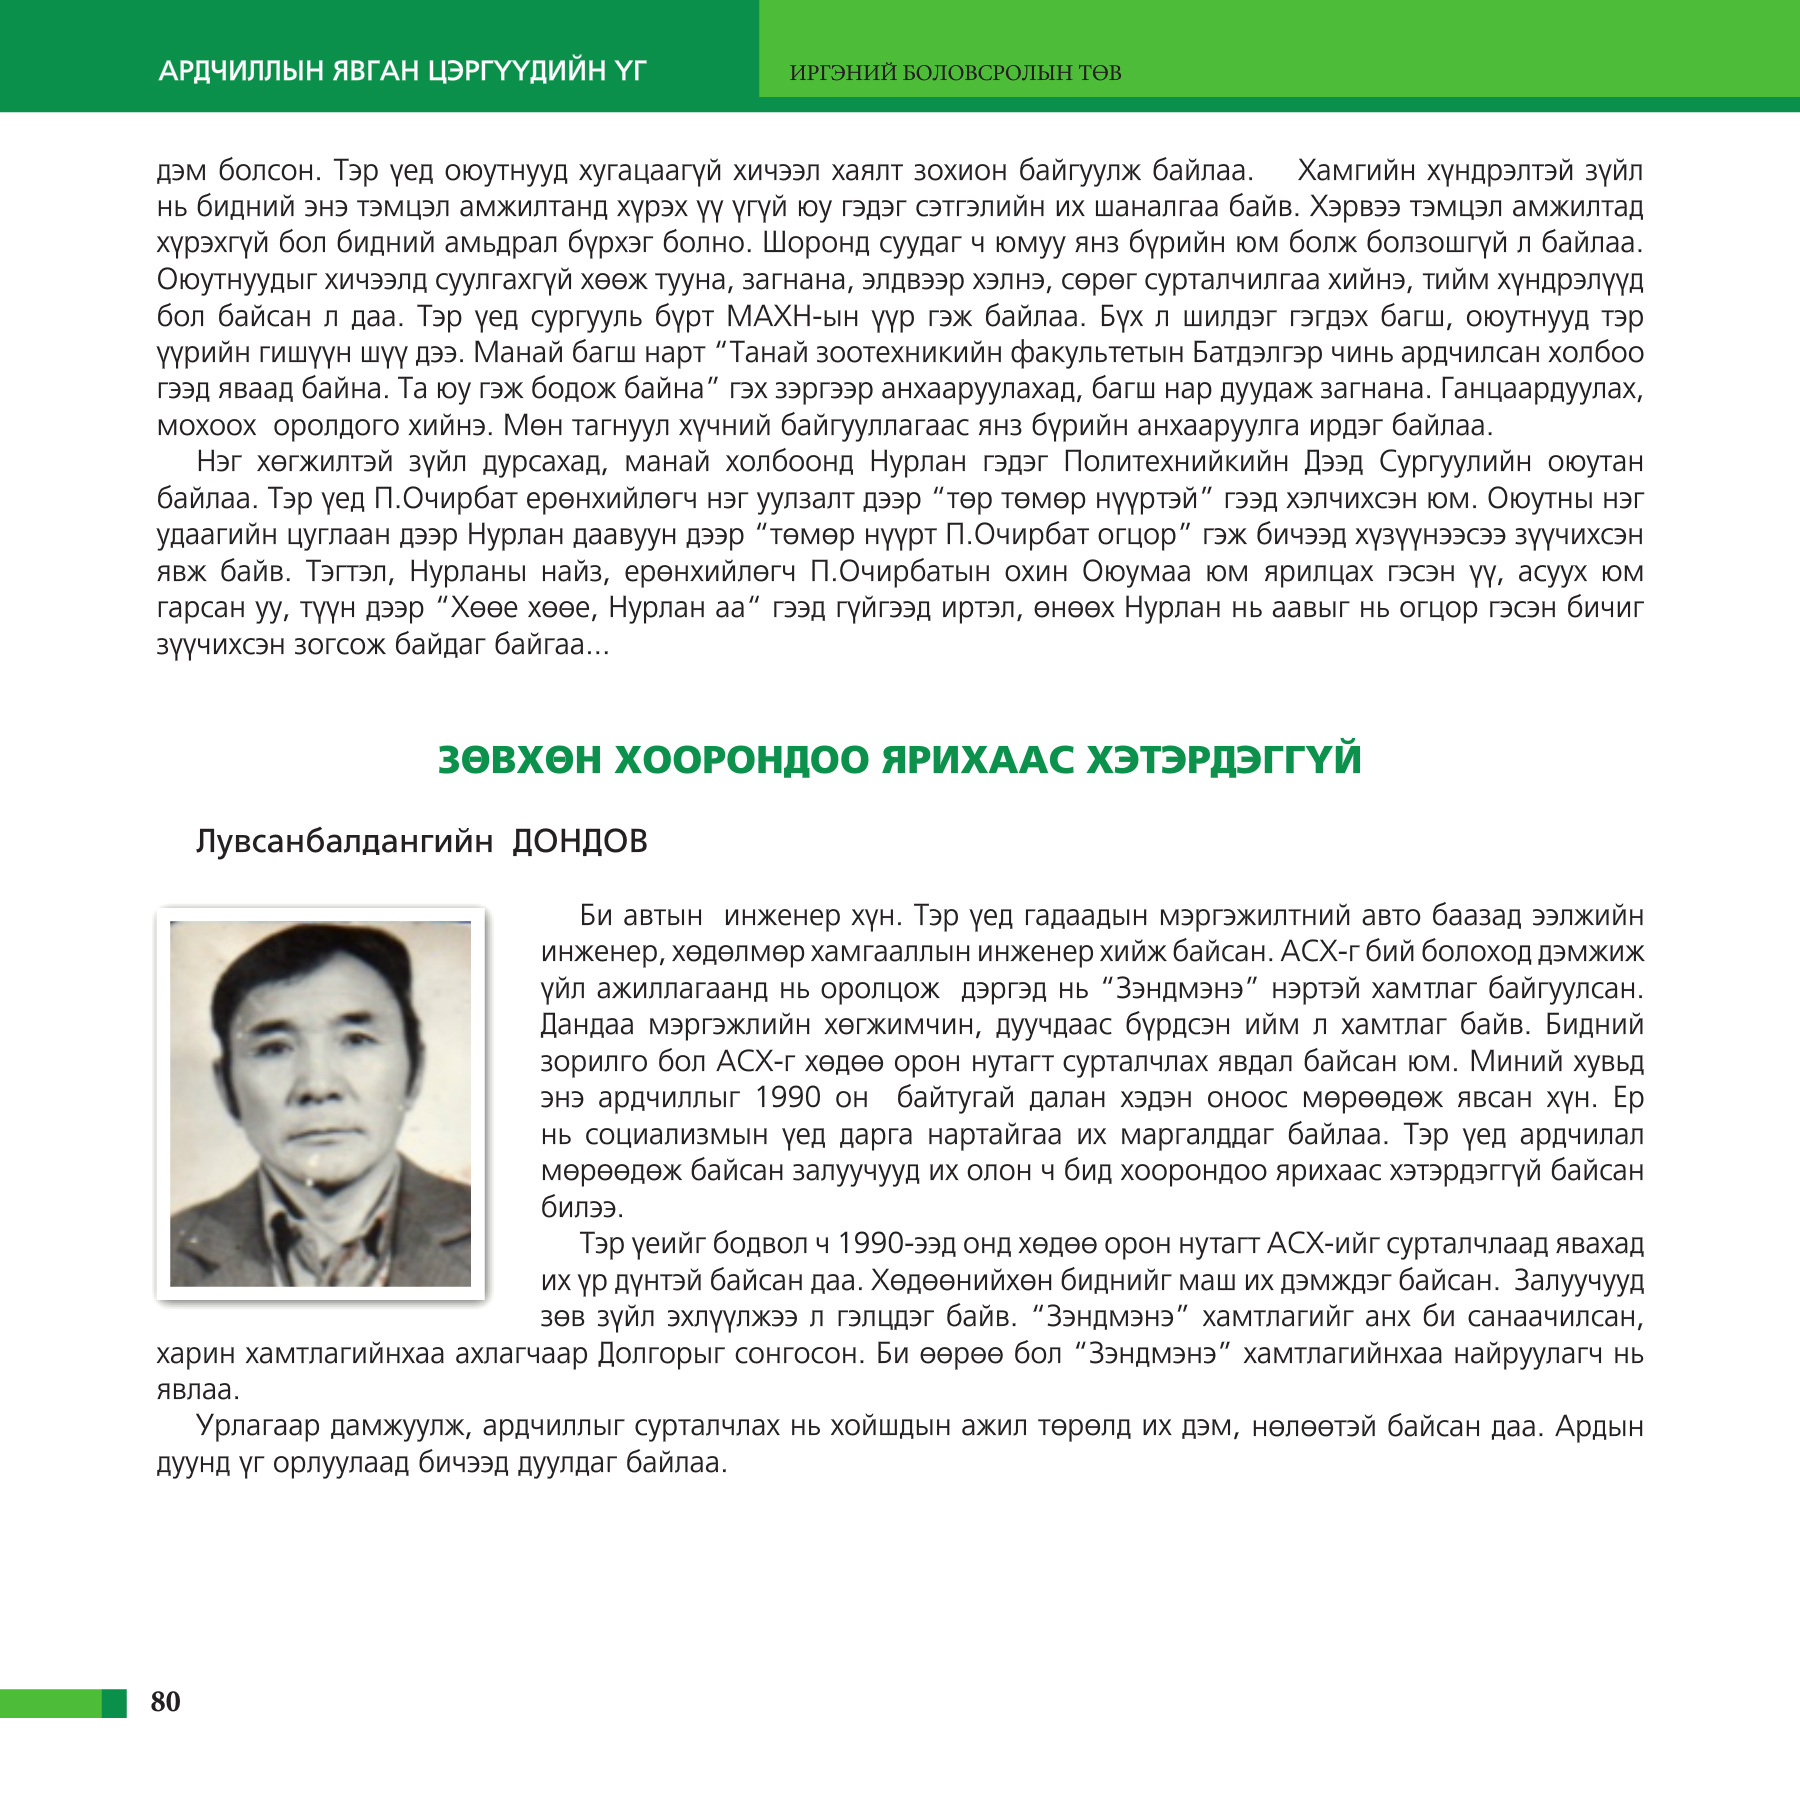 АРДЧИЛЛЫН ЯВГАН ЦЭРГҮҮДИЙН ҮГ
ИРГЭНИЙ БОЛОВСРОЛЫН ТӨВ
дэм болсон. Тэр үед оюутнууд хугацаагүй хичээл хаялт зохион байгуулж байлаа. Хамгийн хүндрэлтэй зүйл
нь бидний энэ тэмцэл амжилтанд хүрэх үү үгүй юу гэдэг сэтгэлийн их шаналгаа байв. Хэрвээ тэмцэл амжилтад
хүрэхгүй бол бидний амьдрал бүрхэг болно. Шоронд суудаг ч юмуу янз бүрийн юм болж болзошгүй л байлаа.
Оюутнуудыг хичээлд суулгахгүй хөөж тууна, загнана, элдвээр хэлнэ, сөрөг сурталчилгаа хийнэ, тийм хүндрэлүүд
бол байсан л даа. Тэр үед сургууль бүрт МАХН-ын үүр гэж байлаа. Бүх л шилдэг гэгдэх багш, оюутнууд тэр
үүрийн гишүүн шүү дээ. Манай багш нарт “Танай зоотехникийн факультетын Батдэлгэр чинь ардчилсан холбоо
гээд яваад байна. Та юу гэж бодож байна” гэх зэргээр анхааруулахад, багш нар дуудаж загнана. Ганцаардуулах,
мохоох оролдого хийнэ. Мөн тагнуул хүчний байгууллагаас янз бүрийн анхааруулга ирдэг байлаа.
Нэг хөгжилтэй зүйл дурсахад, манай холбоонд Нурлан гэдэг Политехнийкийн Дээд Сургуулийн оюутан
байлаа. Тэр үед П.Очирбат ерөнхийлөгч нэг уулзалт дээр “төр төмөр нүүртэй” гээд хэлчихсэн юм. Оюутны нэг
удаагийн цуглаан дээр Нурлан даавуун дээр “төмөр нүүрт П.Очирбат огцор” гэж бичээд хүзүүнээсээ зүүчихсэн
явж байв. Тэгтэл, Нурланы найз, ерөнхийлөгч П.Очирбатын охин Оюумаа юм ярилцах гэсэн үү, асуух юм
гарсан уу, түүн дээр “Хөөе хөөе, Нурлан аа“ гээд гүйгээд иртэл, өнөөх Нурлан нь аавыг нь огцор гэсэн бичиг
зүүчихсэн зогсож байдаг байгаа...
ЗӨВХӨН ХООРОНДОО ЯРИХААС ХЭТЭРДЭГГҮЙ
Лувсанбалдангийн ДОНДОВ
Би автын инженер хүн. Тэр үед гадаадын мэргэжилтний авто баазад ээлжийн
инженер, хөдөлмөр хамгааллын инженер хийж байсан. АСХ-г бий болоход дэмжиж
үйл ажиллагаанд нь оролцож дэргэд нь “Зэндмэнэ” нэртэй хамтлаг байгуулсан.
Дандаа мэргэжлийн хөгжимчин, дуучдаас бүрдсэн ийм л хамтлаг байв. Бидний
зорилго бол АСХ-г хөдөө орон нутагт сурталчлах явдал байсан юм. Миний хувьд
энэ ардчиллыг 1990 он байтугай далан хэдэн оноос мөрөөдөж явсан хүн. Ер
нь социализмын үед дарга нартайгаа их маргалддаг байлаа. Тэр үед ардчилал
мөрөөдөж байсан залуучууд их олон ч бид хоорондоо ярихаас хэтэрдэггүй байсан
билээ.
Тэр үеийг бодвол ч 1990-ээд онд хөдөө орон нутагт АСХ-ийг сурталчлаад явахад
их үр дүнтэй байсан даа. Хөдөөнийхөн биднийг маш их дэмждэг байсан. Залуучууд
зөв зүйл эхлүүлжээ л гэлцдэг байв. “Зэндмэнэ” хамтлагийг анх би санаачилсан,
харин хамтлагийнхаа ахлагчаар Долгорыг сонгосон. Би өөрөө бол “Зэндмэнэ” хамтлагийнхаа найруулагч нь
явлаа.
Урлагаар дамжуулж, ардчиллыг сурталчлах нь хойшдын ажил төрөлд их дэм, нөлөөтэй байсан даа. Ардын
дуунд үг орлуулаад бичээд дуулдаг байлаа.
80